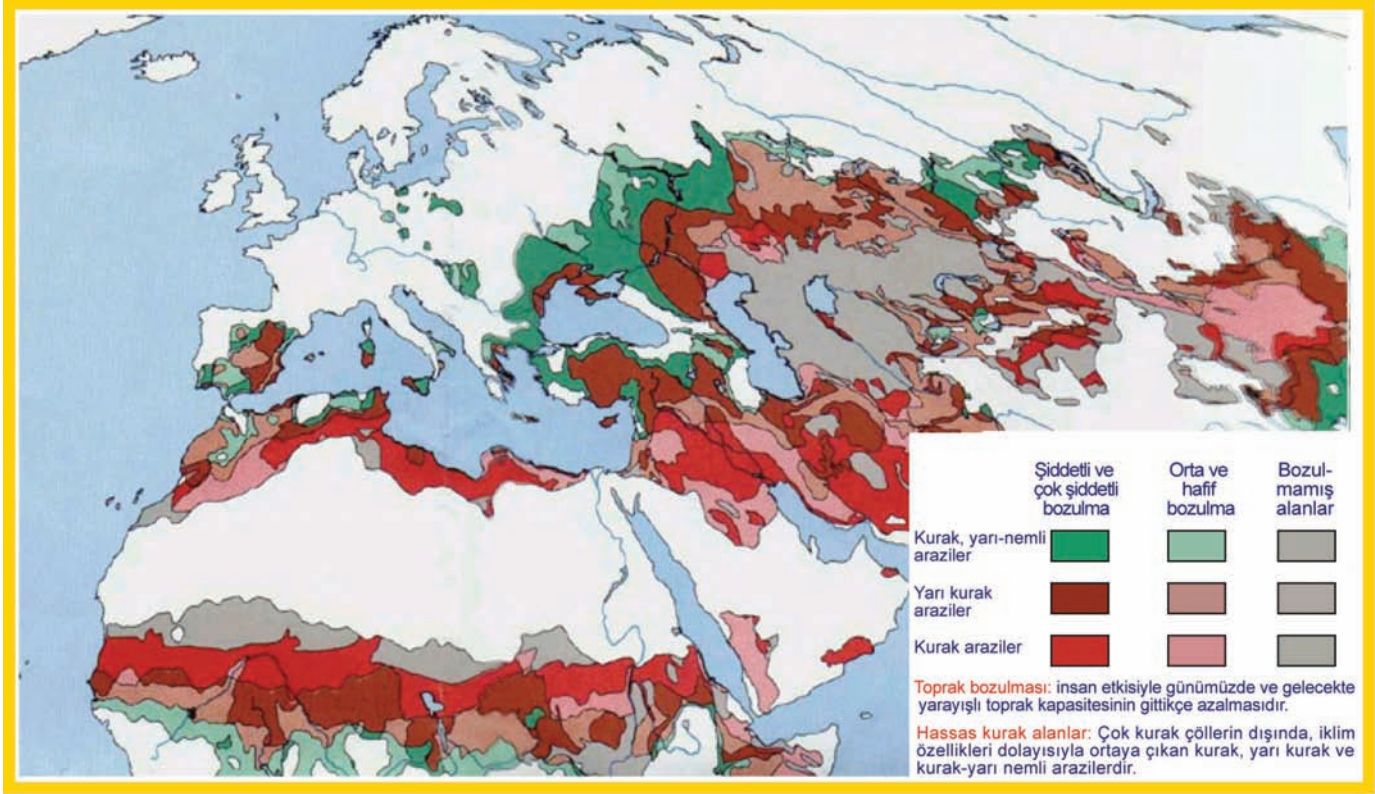 Şiddetli ve
çok şiddetli
bozulma
Orta ve
hafif
bozulma
Bozul-
mamış
alanlar
Kurak, yarı-nemli
araziler
Yarı kurak
araziler
Kurak araziler
Toprak bozulması: insan etkisiyle günümüzde ve gelecekte
yarayışlı toprak kapasitesinin gittikçe azalmasıdır.
Hassas kurak alanlar: Çok kurak çöllerin dışında, iklim
özellikleri dolayısıyla ortaya çıkan kurak, yarı kurak ve
kurak-yarı nemli arazilerdir.